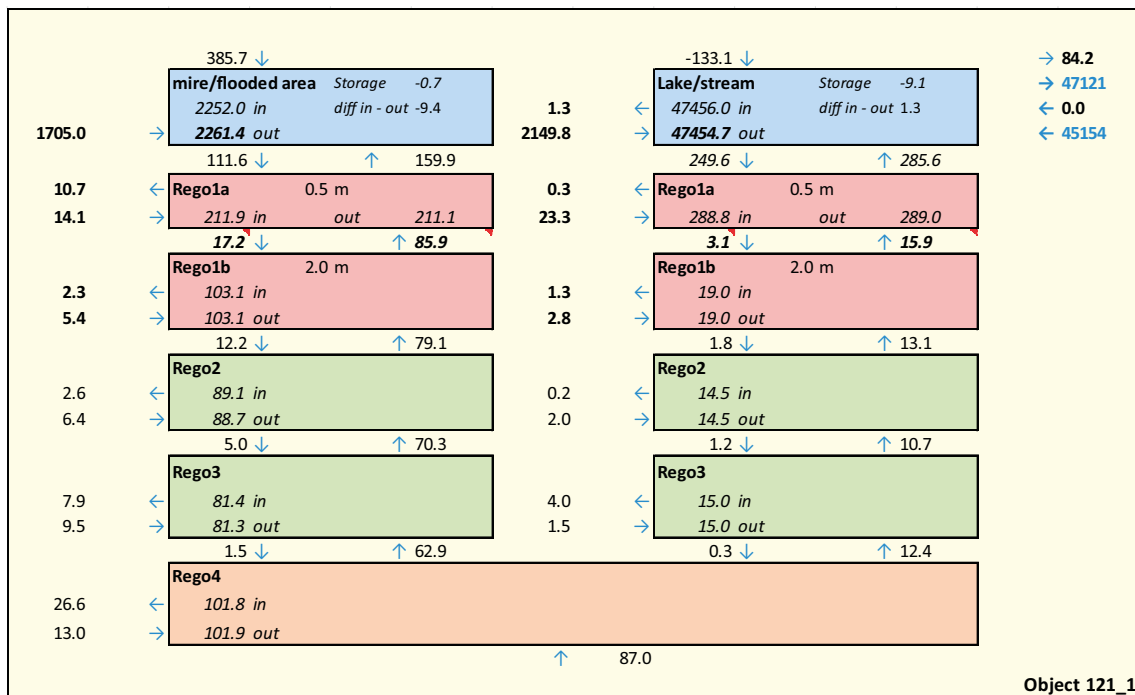 385.7 ↓ -133.1 ↓ → 84.2
mire/flooded area Storage -0.7 Lake/stream Storage -9.1 → 47121
2252.0 in diff in - out -9.4 1.3 ← 47456.0 in diff in - out 1.3 ← 0.0
1705.0 → 2261.4 out 2149.8 → 47454.7 out ← 45154
111.6 ↓ ↑ 159.9 249.6 ↓ ↑ 285.6
10.7 ← Rego1a 0.5 m 0.3 ← Rego1a 0.5 m
14.1 → 211.9 in out 211.1 23.3 → 288.8 in out 289.0
17.2 ↓ ↑ 85.9 3.1 ↓ ↑ 15.9
Rego1b 2.0 m Rego1b 2.0 m
2.3 ← 103.1 in 1.3 ← 19.0 in
5.4 → 103.1 out 2.8 → 19.0 out
12.2 ↓ ↑ 79.1 1.8 ↓ ↑ 13.1
Rego2 Rego2
2.6 ← 89.1 in 0.2 ← 14.5 in
6.4 → 88.7 out 2.0 → 14.5 out
5.0 ↓ ↑ 70.3 1.2 ↓ ↑ 10.7
Rego3 Rego3
7.9 ← 81.4 in 4.0 ← 15.0 in
9.5 → 81.3 out 1.5 → 15.0 out
1.5 ↓ ↑ 62.9 0.3 ↓ ↑ 12.4
Rego4
26.6 ← 101.8 in
13.0 → 101.9 out
↑ 87.0
Object 121_1